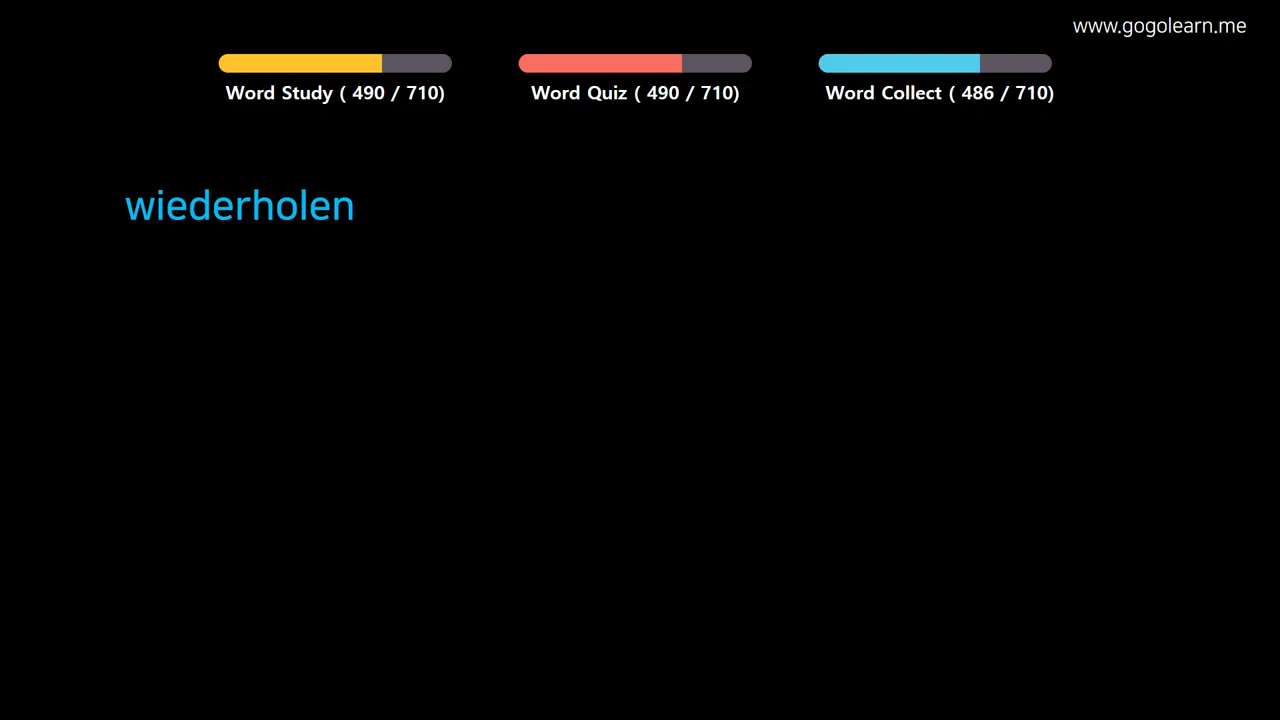 www.gogolearn.me
Word Study ( 490 / 710)
Word Quiz ( 490 / 710)
Word Collect ( 486 / 710)
wiederholen